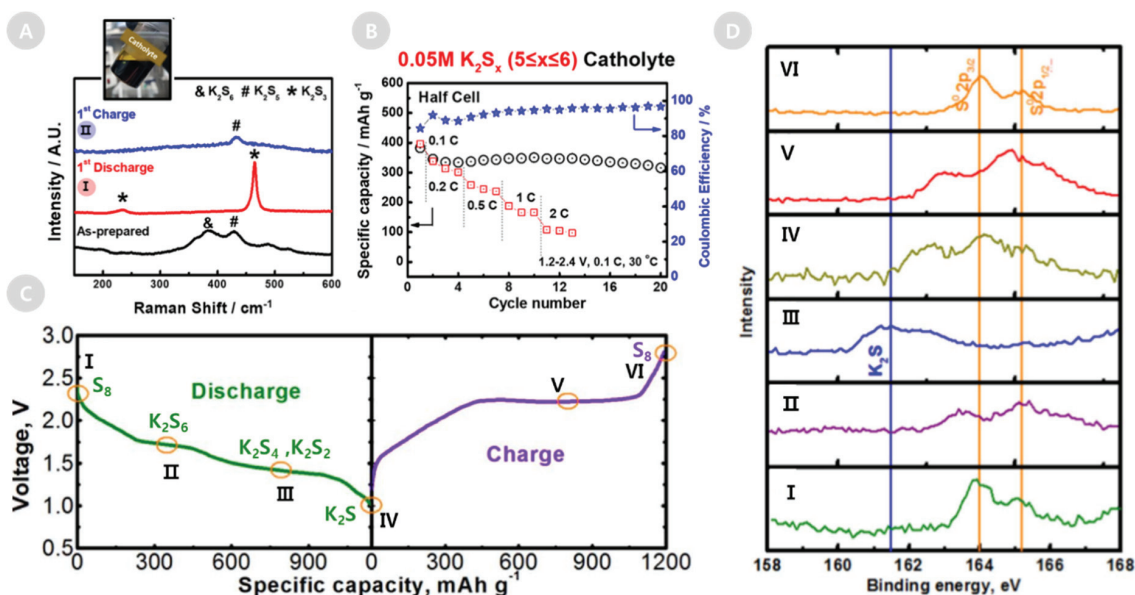 A
Catholyte
& K₂S₆ # K₂S₅ * K₂S₃
1st Charge
II
#
1st Discharge
I
*
*
As-prepared
&
#
Intensity / A.U.
200 300 400 500 600
Raman Shift / cm⁻¹
B
0.05M K₂Sₓ (5≤x≤6) Catholyte
Half Cell
0.1 C
0.2 C
0.5 C
1 C
2 C
1.2-2.4 V, 0.1 C, 30 °C
600
500
400
300
200
100
0
Specific capacity / mAh g⁻¹
100
80
60
40
20
0
Coulombic Efficiency / %
0 4 8 12 16 20
Cycle number
C
3.0
2.5
2.0
1.5
1.0
0.5
Voltage, V
I
S₈
Discharge
K₂S₆
II
K₂S₄ ,K₂S₂
III
K₂S
IV
Charge
V
VI
S₈
0 300 600 900 0 300 600 900 1200
Specific capacity, mAh g⁻¹
D
VI
S⁰2p3/2
S⁰2p1/2
V
IV
III
K₂S
II
I
Intensity
158 160 162 164 166 168
Binding energy, eV